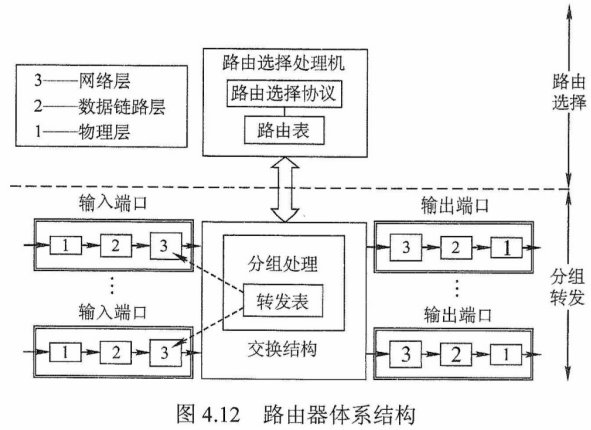 3——网络层
2——数据链路层
1——物理层
路由选择处理机
路由选择协议
路由表
路由
选择
输入端口
1 2 3
⋮
输入端口
1 2 3
分组处理
转发表
交换结构
输出端口
3 2 1
⋮
输出端口
3 2 1
分组
转发
图 4.12 路由器体系结构